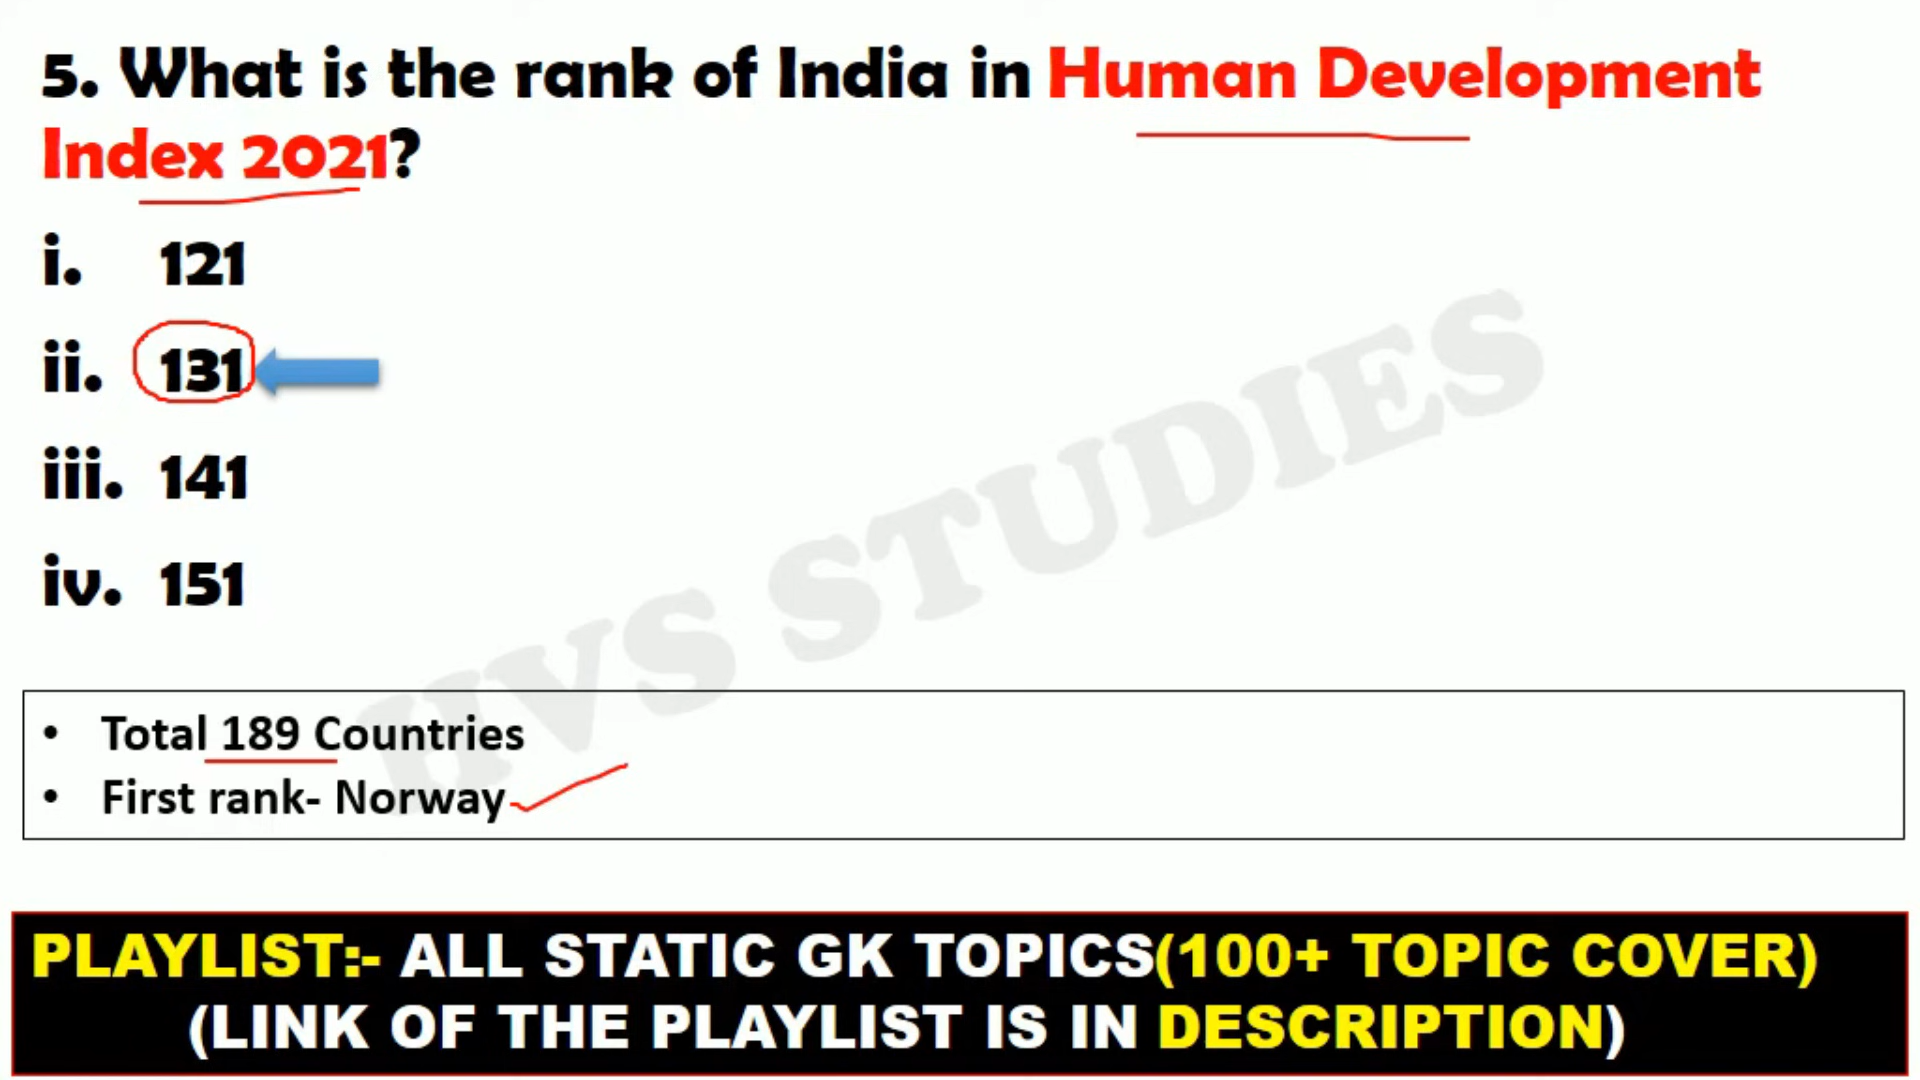 5. What is the rank of India in Human Development
Index 2021?
i. 121
ii. 131
iii. 141
iv. 151
HVS STUDIES
• Total 189 Countries
• First rank- Norway
PLAYLIST:- ALL STATIC GK TOPICS(100+ TOPIC COVER)
(LINK OF THE PLAYLIST IS IN DESCRIPTION)